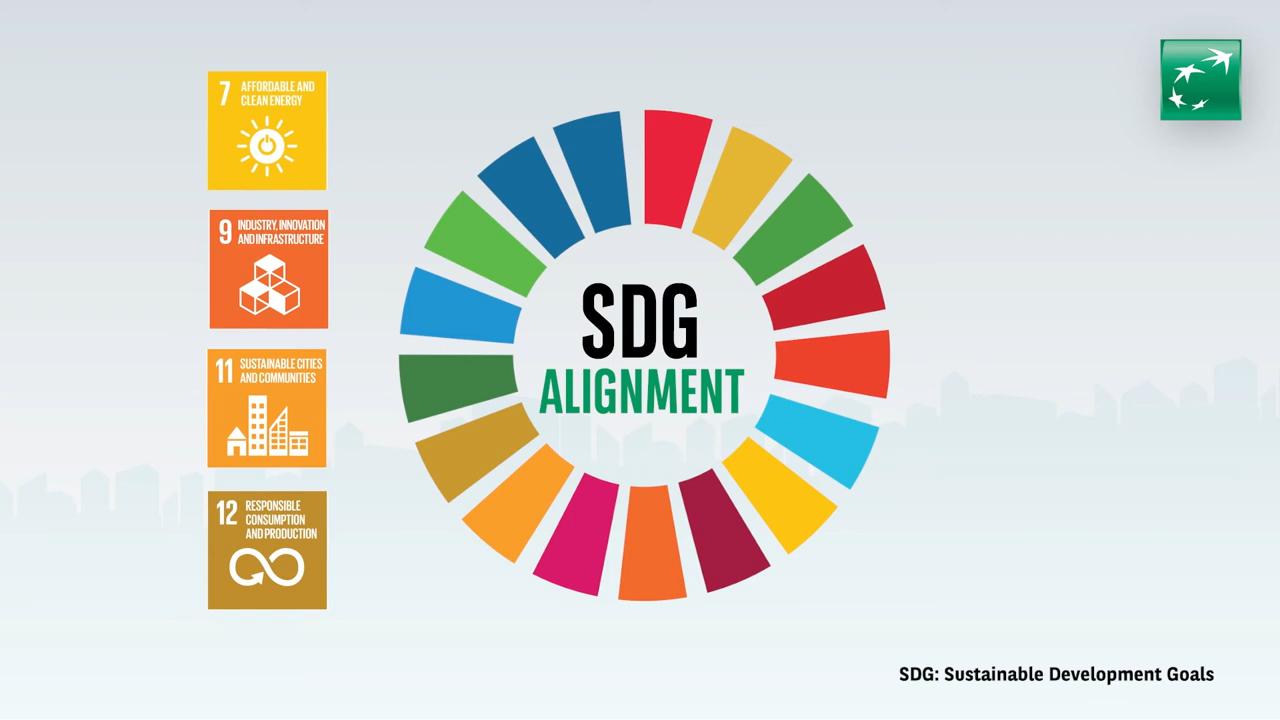 7 AFFORDABLE AND
CLEAN ENERGY
9 INDUSTRY, INNOVATION
AND INFRASTRUCTURE
11 SUSTAINABLE CITIES
AND COMMUNITIES
12 RESPONSIBLE
CONSUMPTION
AND PRODUCTION
SDG
ALIGNMENT
SDG: Sustainable Development Goals